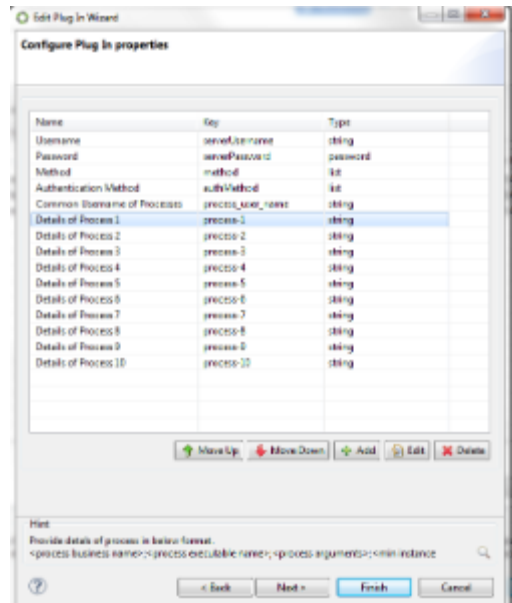 Edit Plug In Wizard
Configure Plug In properties
Name Key Type
Username serverUsername string
Password serverPassword password
Method method list
Authentication Method authMethod list
Common Username of Processes process_user_name string
Details of Process 1 process-1 string
Details of Process 2 process-2 string
Details of Process 3 process-3 string
Details of Process 4 process-4 string
Details of Process 5 process-5 string
Details of Process 6 process-6 string
Details of Process 7 process-7 string
Details of Process 8 process-8 string
Details of Process 9 process-9 string
Details of Process 10 process-10 string
Move Up Move Down Add Edit Delete
Hint
Provide details of process in below format.
<process business name>;<process executable name>;<process arguments>;<min instance
< Back Next > Finish Cancel